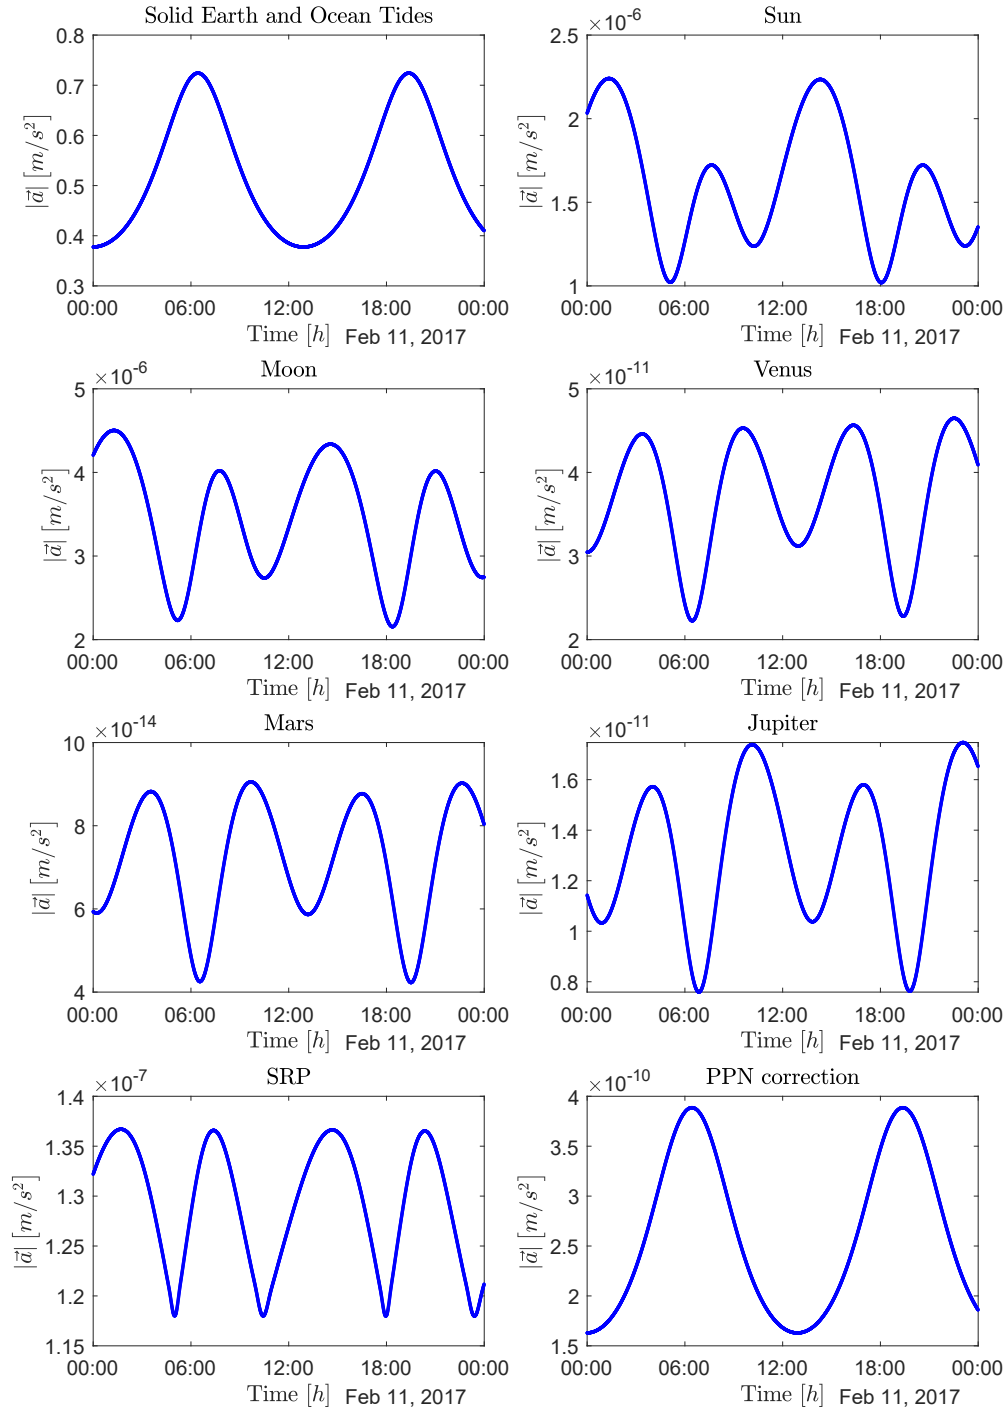 Solid Earth and Ocean Tides
0.8
0.7
0.6
0.5
0.4
0.3
|a⃗| [m/s²]
00:00 06:00 12:00 18:00 00:00
Time [h] Feb 11, 2017
Sun
×10⁻⁶
2.5
2
1.5
1
|a⃗| [m/s²]
00:00 06:00 12:00 18:00 00:00
Time [h] Feb 11, 2017
Moon
×10⁻⁶
5
4
3
2
|a⃗| [m/s²]
00:00 06:00 12:00 18:00 00:00
Time [h] Feb 11, 2017
Venus
×10⁻¹¹
5
4
3
2
|a⃗| [m/s²]
00:00 06:00 12:00 18:00 00:00
Time [h] Feb 11, 2017
Mars
×10⁻¹⁴
10
8
6
4
|a⃗| [m/s²]
00:00 06:00 12:00 18:00 00:00
Time [h] Feb 11, 2017
Jupiter
×10⁻¹¹
1.6
1.4
1.2
1
0.8
|a⃗| [m/s²]
00:00 06:00 12:00 18:00 00:00
Time [h] Feb 11, 2017
SRP
×10⁻⁷
1.4
1.35
1.3
1.25
1.2
1.15
|a⃗| [m/s²]
00:00 06:00 12:00 18:00 00:00
Time [h] Feb 11, 2017
PPN correction
×10⁻¹⁰
4
3.5
3
2.5
2
1.5
|a⃗| [m/s²]
00:00 06:00 12:00 18:00 00:00
Time [h] Feb 11, 2017